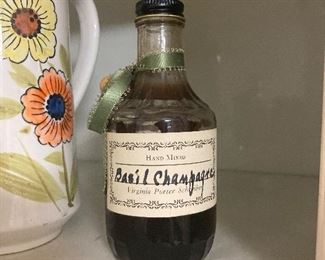 HAND MIXED
Basil Champagne
Virginia Porter